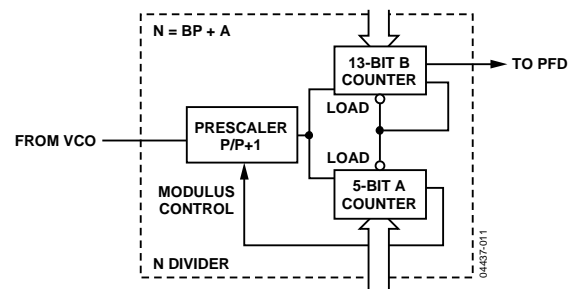 N = BP + A
13-BIT B
COUNTER
TO PFD
LOAD
PRESCALER
P/P+1
FROM VCO
LOAD
MODULUS
CONTROL
5-BIT A
COUNTER
N DIVIDER
04437-011